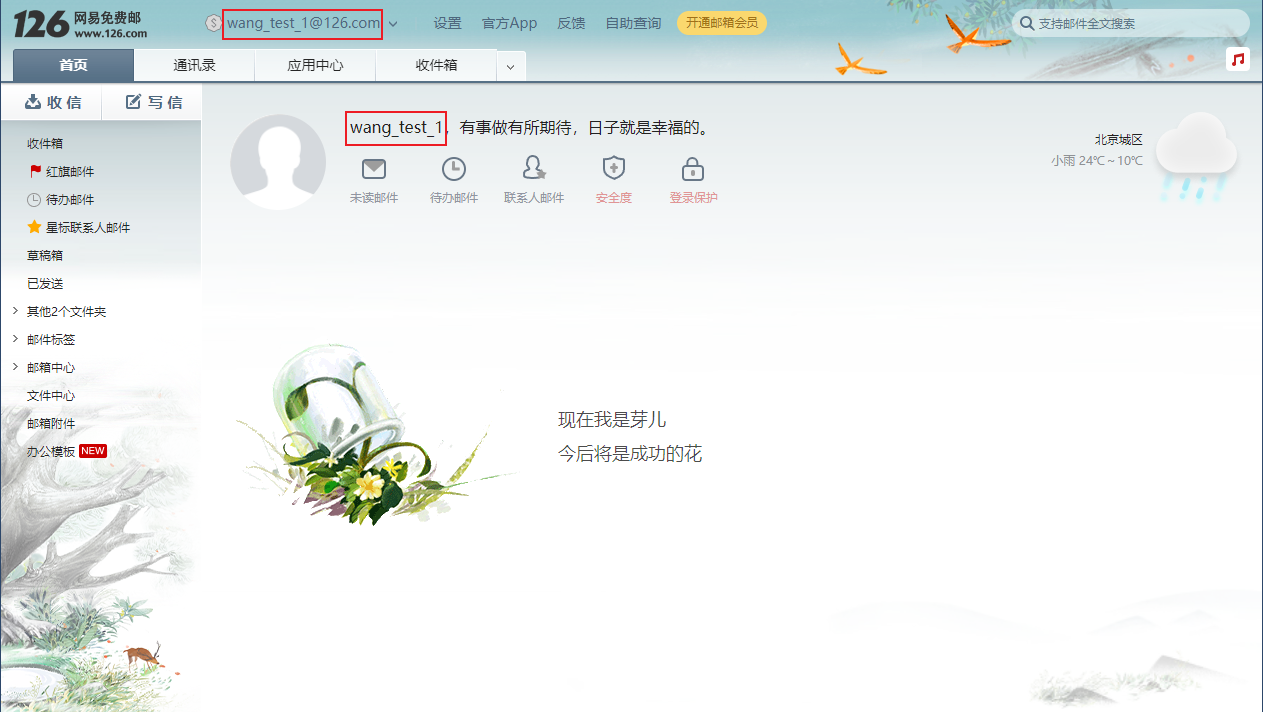 126 网易免费邮
www.126.com
wang_test_1@126.com
设置 官方App 反馈 自助查询 开通邮箱会员
支持邮件全文搜索
首页 通讯录 应用中心 收件箱
收 信 写 信
收件箱
红旗邮件
待办邮件
星标联系人邮件
草稿箱
已发送
其他2个文件夹
邮件标签
邮箱中心
文件中心
邮箱附件
办公模板 NEW
wang_test_1，有事做有所期待，日子就是幸福的。
未读邮件 待办邮件 联系人邮件 安全度 登录保护
北京城区
小雨 24℃ ~ 10℃
现在我是芽儿
今后将是成功的花